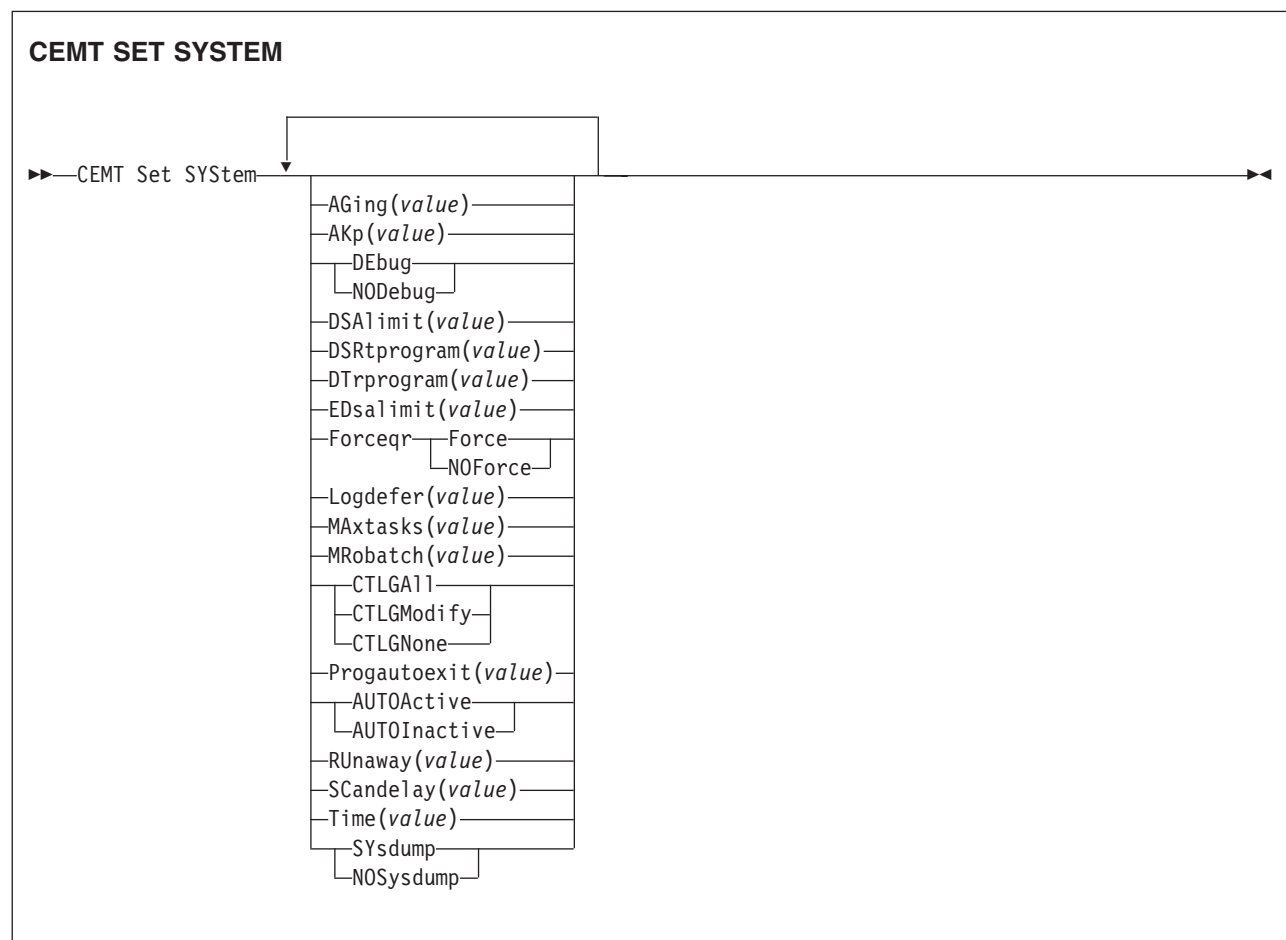 CEMT SET SYSTEM
CEMT Set SYStem
AGing(value)
AKp(value)
DEbug
NODebug
DSAlimit(value)
DSRtprogram(value)
DTrprogram(value)
EDsalimit(value)
Forceqr Force
NOForce
Logdefer(value)
MAxtasks(value)
MRobatch(value)
CTLGAll
CTLGModify
CTLGNone
Progautoexit(value)
AUTOActive
AUTOInactive
RUnaway(value)
SCandelay(value)
Time(value)
SYsdump
NOSysdump